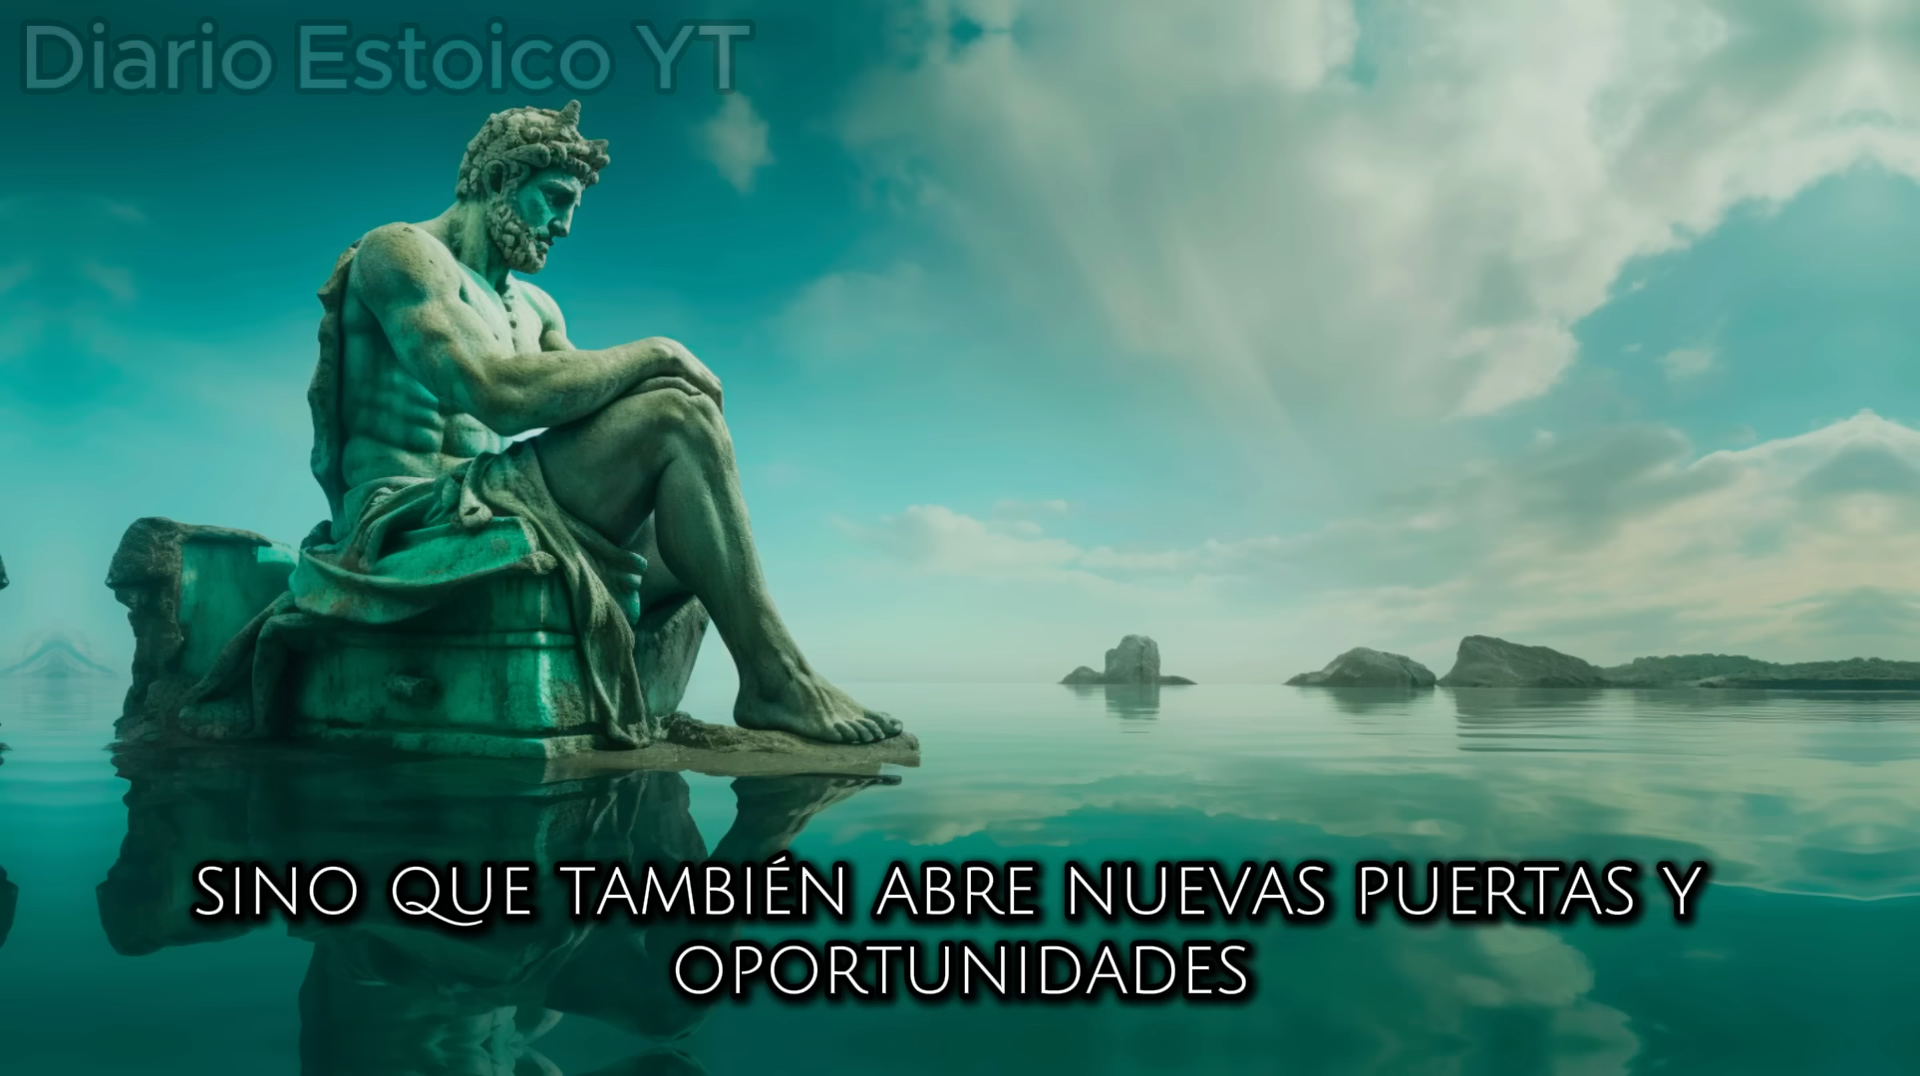 Diario Estoico YT
SINO QUE TAMBIÉN ABRE NUEVAS PUERTAS Y
OPORTUNIDADES